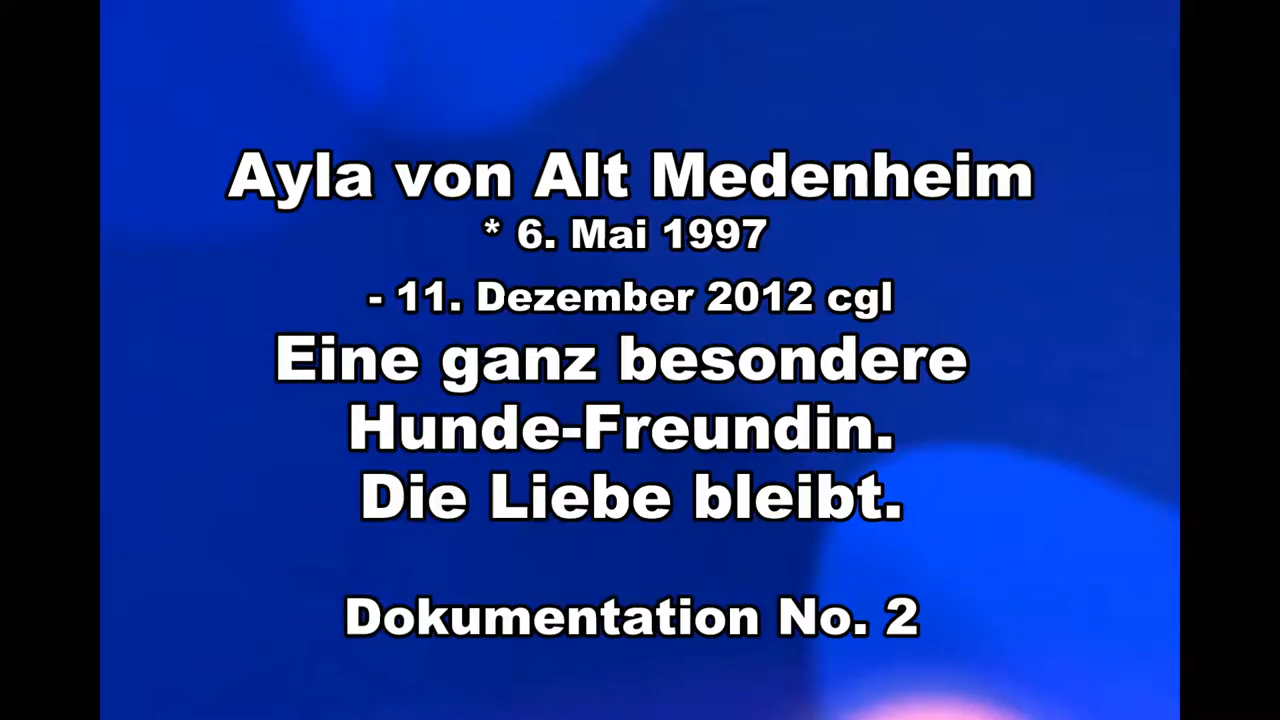 Ayla von Alt Medenheim
* 6. Mai 1997
- 11. Dezember 2012 cgl
Eine ganz besondere
Hunde-Freundin.
Die Liebe bleibt.
Dokumentation No. 2